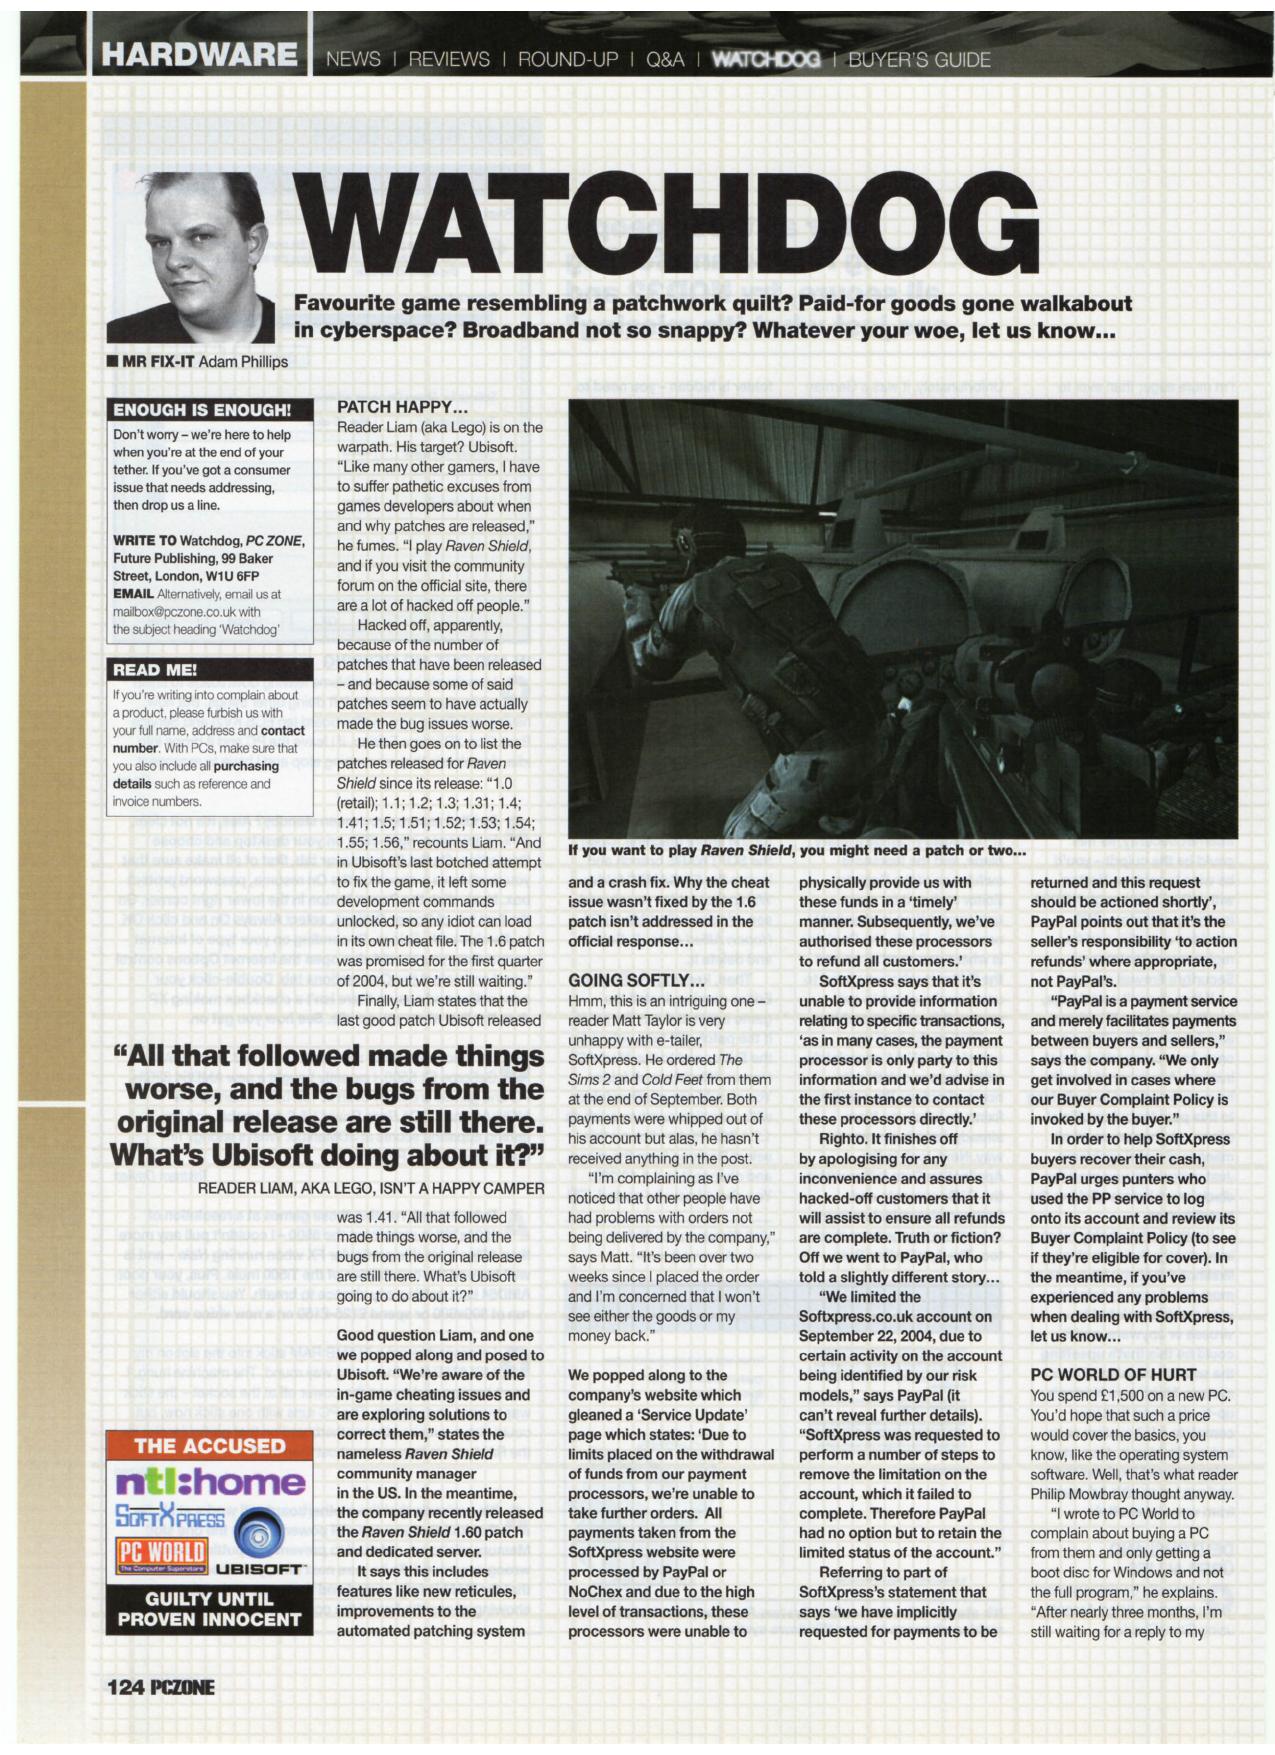 HARDWARE
NEWS | REVIEWS | ROUND-UP | Q&A | WATCHDOG | BUYER'S GUIDE
WATCHDOG
Favourite game resembling a patchwork quilt? Paid-for goods gone walkabout
in cyberspace? Broadband not so snappy? Whatever your woe, let us know...
■ MR FIX-IT Adam Phillips
ENOUGH IS ENOUGH!
Don't worry – we're here to help
when you're at the end of your
tether. If you've got a consumer
issue that needs addressing,
then drop us a line.
WRITE TO Watchdog, PC ZONE,
Future Publishing, 99 Baker
Street, London, W1U 6FP
EMAIL Alternatively, email us at
mailbox@pczone.co.uk with
the subject heading 'Watchdog'
READ ME!
If you're writing into complain about
a product, please furbish us with
your full name, address and contact
number. With PCs, make sure that
you also include all purchasing
details such as reference and
invoice numbers.
PATCH HAPPY...
Reader Liam (aka Lego) is on the
warpath. His target? Ubisoft.
"Like many other gamers, I have
to suffer pathetic excuses from
games developers about when
and why patches are released,"
he fumes. "I play Raven Shield,
and if you visit the community
forum on the official site, there
are a lot of hacked off people."
Hacked off, apparently,
because of the number of
patches that have been released
– and because some of said
patches seem to have actually
made the bug issues worse.
He then goes on to list the
patches released for Raven
Shield since its release: "1.0
(retail); 1.1; 1.2; 1.3; 1.31; 1.4;
1.41; 1.5; 1.51; 1.52; 1.53; 1.54;
1.55; 1.56," recounts Liam. "And
in Ubisoft's last botched attempt
to fix the game, it left some
development commands
unlocked, so any idiot can load
in its own cheat file. The 1.6 patch
was promised for the first quarter
of 2004, but we're still waiting."
Finally, Liam states that the
last good patch Ubisoft released
"All that followed made things
worse, and the bugs from the
original release are still there.
What's Ubisoft doing about it?"
READER LIAM, AKA LEGO, ISN'T A HAPPY CAMPER
was 1.41. "All that followed
made things worse, and the
bugs from the original release
are still there. What's Ubisoft
going to do about it?"
Good question Liam, and one
we popped along and posed to
Ubisoft. "We're aware of the
in-game cheating issues and
are exploring solutions to
correct them," states the
nameless Raven Shield
community manager
in the US. In the meantime,
the company recently released
the Raven Shield 1.60 patch
and dedicated server.
It says this includes
features like new reticules,
improvements to the
automated patching system
THE ACCUSED
ntl:home
SOFTXPRESS
PC WORLD
The Computer Superstore
UBISOFT™
GUILTY UNTIL
PROVEN INNOCENT
If you want to play Raven Shield, you might need a patch or two...
and a crash fix. Why the cheat
issue wasn't fixed by the 1.6
patch isn't addressed in the
official response...
GOING SOFTLY...
Hmm, this is an intriguing one –
reader Matt Taylor is very
unhappy with e-tailer,
SoftXpress. He ordered The
Sims 2 and Cold Feet from them
at the end of September. Both
payments were whipped out of
his account but alas, he hasn't
received anything in the post.
"I'm complaining as I've
noticed that other people have
had problems with orders not
being delivered by the company,"
says Matt. "It's been over two
weeks since I placed the order
and I'm concerned that I won't
see either the goods or my
money back."
We popped along to the
company's website which
gleaned a 'Service Update'
page which states: 'Due to
limits placed on the withdrawal
of funds from our payment
processors, we're unable to
take further orders. All
payments taken from the
SoftXpress website were
processed by PayPal or
NoChex and due to the high
level of transactions, these
processors were unable to
physically provide us with
these funds in a 'timely'
manner. Subsequently, we've
authorised these processors
to refund all customers.'
SoftXpress says that it's
unable to provide information
relating to specific transactions,
'as in many cases, the payment
processor is only party to this
information and we'd advise in
the first instance to contact
these processors directly.'
Righto. It finishes off
by apologising for any
inconvenience and assures
hacked-off customers that it
will assist to ensure all refunds
are complete. Truth or fiction?
Off we went to PayPal, who
told a slightly different story...
"We limited the
Softxpress.co.uk account on
September 22, 2004, due to
certain activity on the account
being identified by our risk
models," says PayPal (it
can't reveal further details).
"SoftXpress was requested to
perform a number of steps to
remove the limitation on the
account, which it failed to
complete. Therefore PayPal
had no option but to retain the
limited status of the account."
Referring to part of
SoftXpress's statement that
says 'we have implicitly
requested for payments to be
returned and this request
should be actioned shortly',
PayPal points out that it's the
seller's responsibility 'to action
refunds' where appropriate,
not PayPal's.
"PayPal is a payment service
and merely facilitates payments
between buyers and sellers,"
says the company. "We only
get involved in cases where
our Buyer Complaint Policy is
invoked by the buyer."
In order to help SoftXpress
buyers recover their cash,
PayPal urges punters who
used the PP service to log
onto its account and review its
Buyer Complaint Policy (to see
if they're eligible for cover). In
the meantime, if you've
experienced any problems
when dealing with SoftXpress,
let us know...
PC WORLD OF HURT
You spend £1,500 on a new PC.
You'd hope that such a price
would cover the basics, you
know, like the operating system
software. Well, that's what reader
Philip Mowbray thought anyway.
"I wrote to PC World to
complain about buying a PC
from them and only getting a
boot disc for Windows and not
the full program," he explains.
"After nearly three months, I'm
still waiting for a reply to my
124 PCZONE